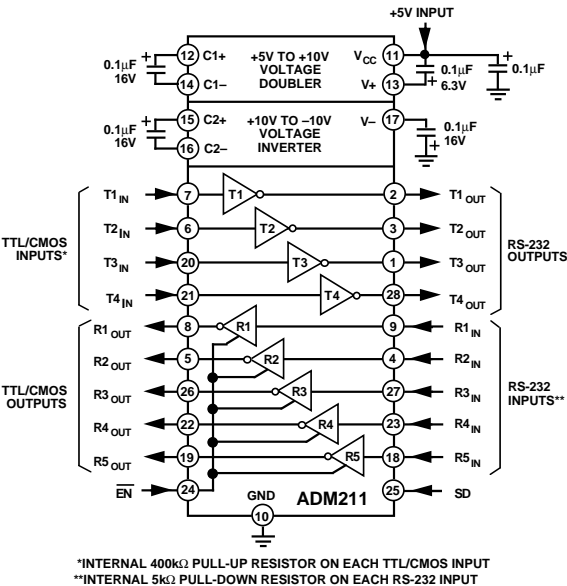 +5V INPUT
0.1μF
16V
+
12 C1+
14 C1–
+5V TO +10V
VOLTAGE
DOUBLER
VCC 11
V+ 13
+
0.1μF
6.3V
+
0.1μF
0.1μF
16V
+
15 C2+
16 C2–
+10V TO –10V
VOLTAGE
INVERTER
V– 17
0.1μF
16V
+
TTL/CMOS
INPUTS*
T1IN 7 T1 2 T1OUT
T2IN 6 T2 3 T2OUT
T3IN 20 T3 1 T3OUT
T4IN 21 T4 28 T4OUT
RS-232
OUTPUTS
TTL/CMOS
OUTPUTS
R1OUT 8 R1 9 R1IN
R2OUT 5 R2 4 R2IN
R3OUT 26 R3 27 R3IN
R4OUT 22 R4 23 R4IN
R5OUT 19 R5 18 R5IN
RS-232
INPUTS**
EN 24
GND
10
ADM211
25 SD
*INTERNAL 400kΩ PULL-UP RESISTOR ON EACH TTL/CMOS INPUT
**INTERNAL 5kΩ PULL-DOWN RESISTOR ON EACH RS-232 INPUT